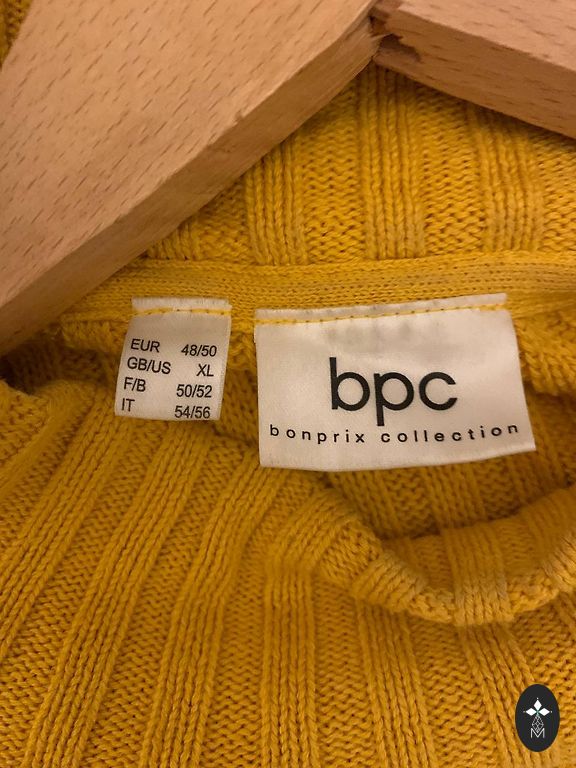 EUR 48/50
GB/US XL
F/B 50/52
IT 54/56
bpc
bonprix collection
M